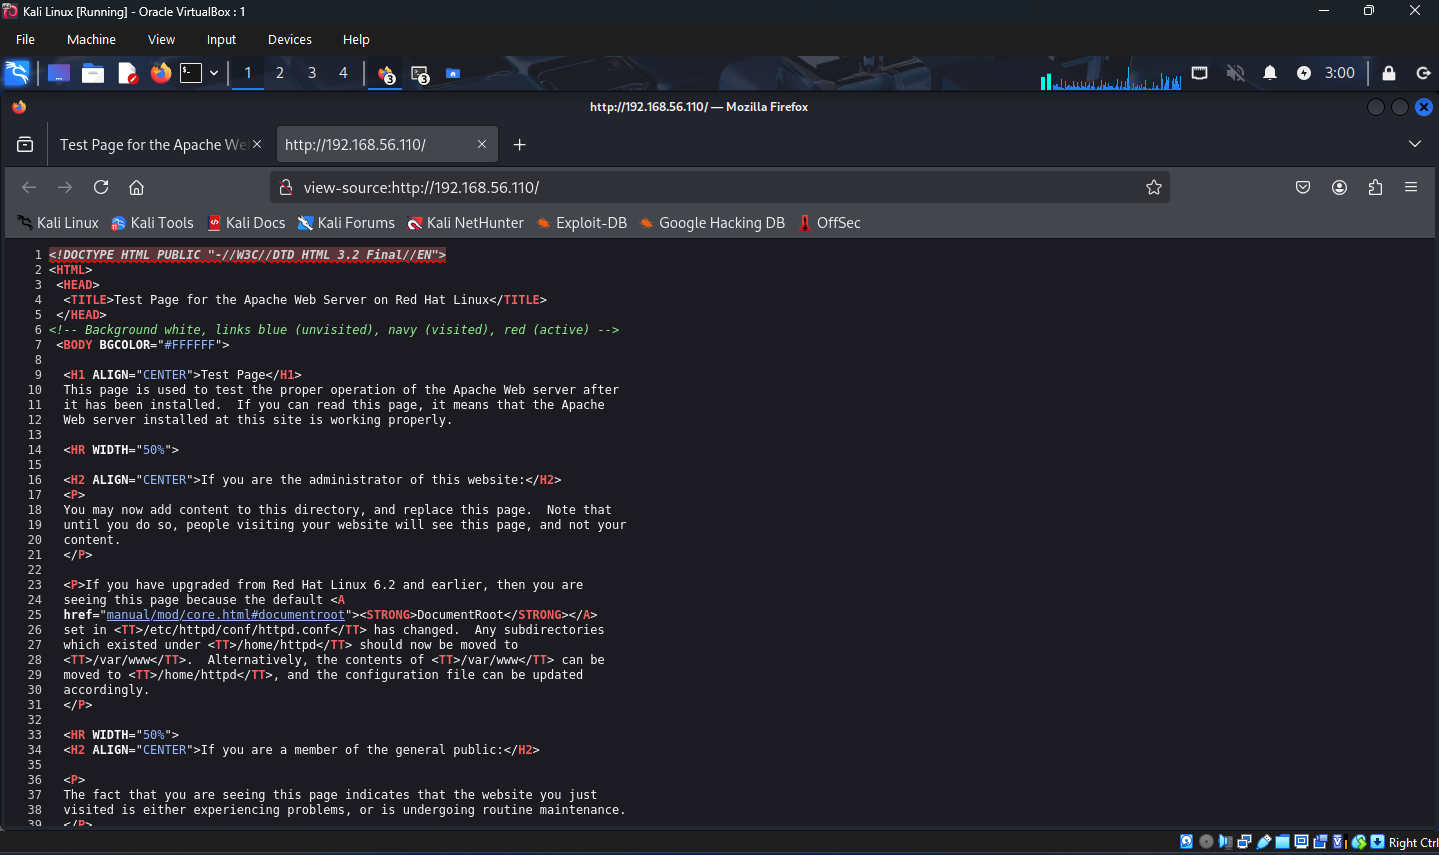 Kali Linux [Running] - Oracle VirtualBox : 1
File Machine View Input Devices Help
1 2 3 4 3 3 3:00
http://192.168.56.110/ — Mozilla Firefox
Test Page for the Apache We http://192.168.56.110/
view-source:http://192.168.56.110/
Kali Linux Kali Tools Kali Docs Kali Forums Kali NetHunter Exploit-DB Google Hacking DB OffSec
1 <!DOCTYPE HTML PUBLIC "-//W3C//DTD HTML 3.2 Final//EN">
2 <HTML>
3 <HEAD>
4 <TITLE>Test Page for the Apache Web Server on Red Hat Linux</TITLE>
5 </HEAD>
6 <!-- Background white, links blue (unvisited), navy (visited), red (active) -->
7 <BODY BGCOLOR="#FFFFFF">
8
9 <H1 ALIGN="CENTER">Test Page</H1>
10 This page is used to test the proper operation of the Apache Web server after
11 it has been installed. If you can read this page, it means that the Apache
12 Web server installed at this site is working properly.
13
14 <HR WIDTH="50%">
15
16 <H2 ALIGN="CENTER">If you are the administrator of this website:</H2>
17 <P>
18 You may now add content to this directory, and replace this page. Note that
19 until you do so, people visiting your website will see this page, and not your
20 content.
21 </P>
22
23 <P>If you have upgraded from Red Hat Linux 6.2 and earlier, then you are
24 seeing this page because the default <A
25 href="manual/mod/core.html#documentroot"><STRONG>DocumentRoot</STRONG></A>
26 set in <TT>/etc/httpd/conf/httpd.conf</TT> has changed. Any subdirectories
27 which existed under <TT>/home/httpd</TT> should now be moved to
28 <TT>/var/www</TT>. Alternatively, the contents of <TT>/var/www</TT> can be
29 moved to <TT>/home/httpd</TT>, and the configuration file can be updated
30 accordingly.
31 </P>
32
33 <HR WIDTH="50%">
34 <H2 ALIGN="CENTER">If you are a member of the general public:</H2>
35
36 <P>
37 The fact that you are seeing this page indicates that the website you just
38 visited is either experiencing problems, or is undergoing routine maintenance.
39 </P>
Right Ctrl